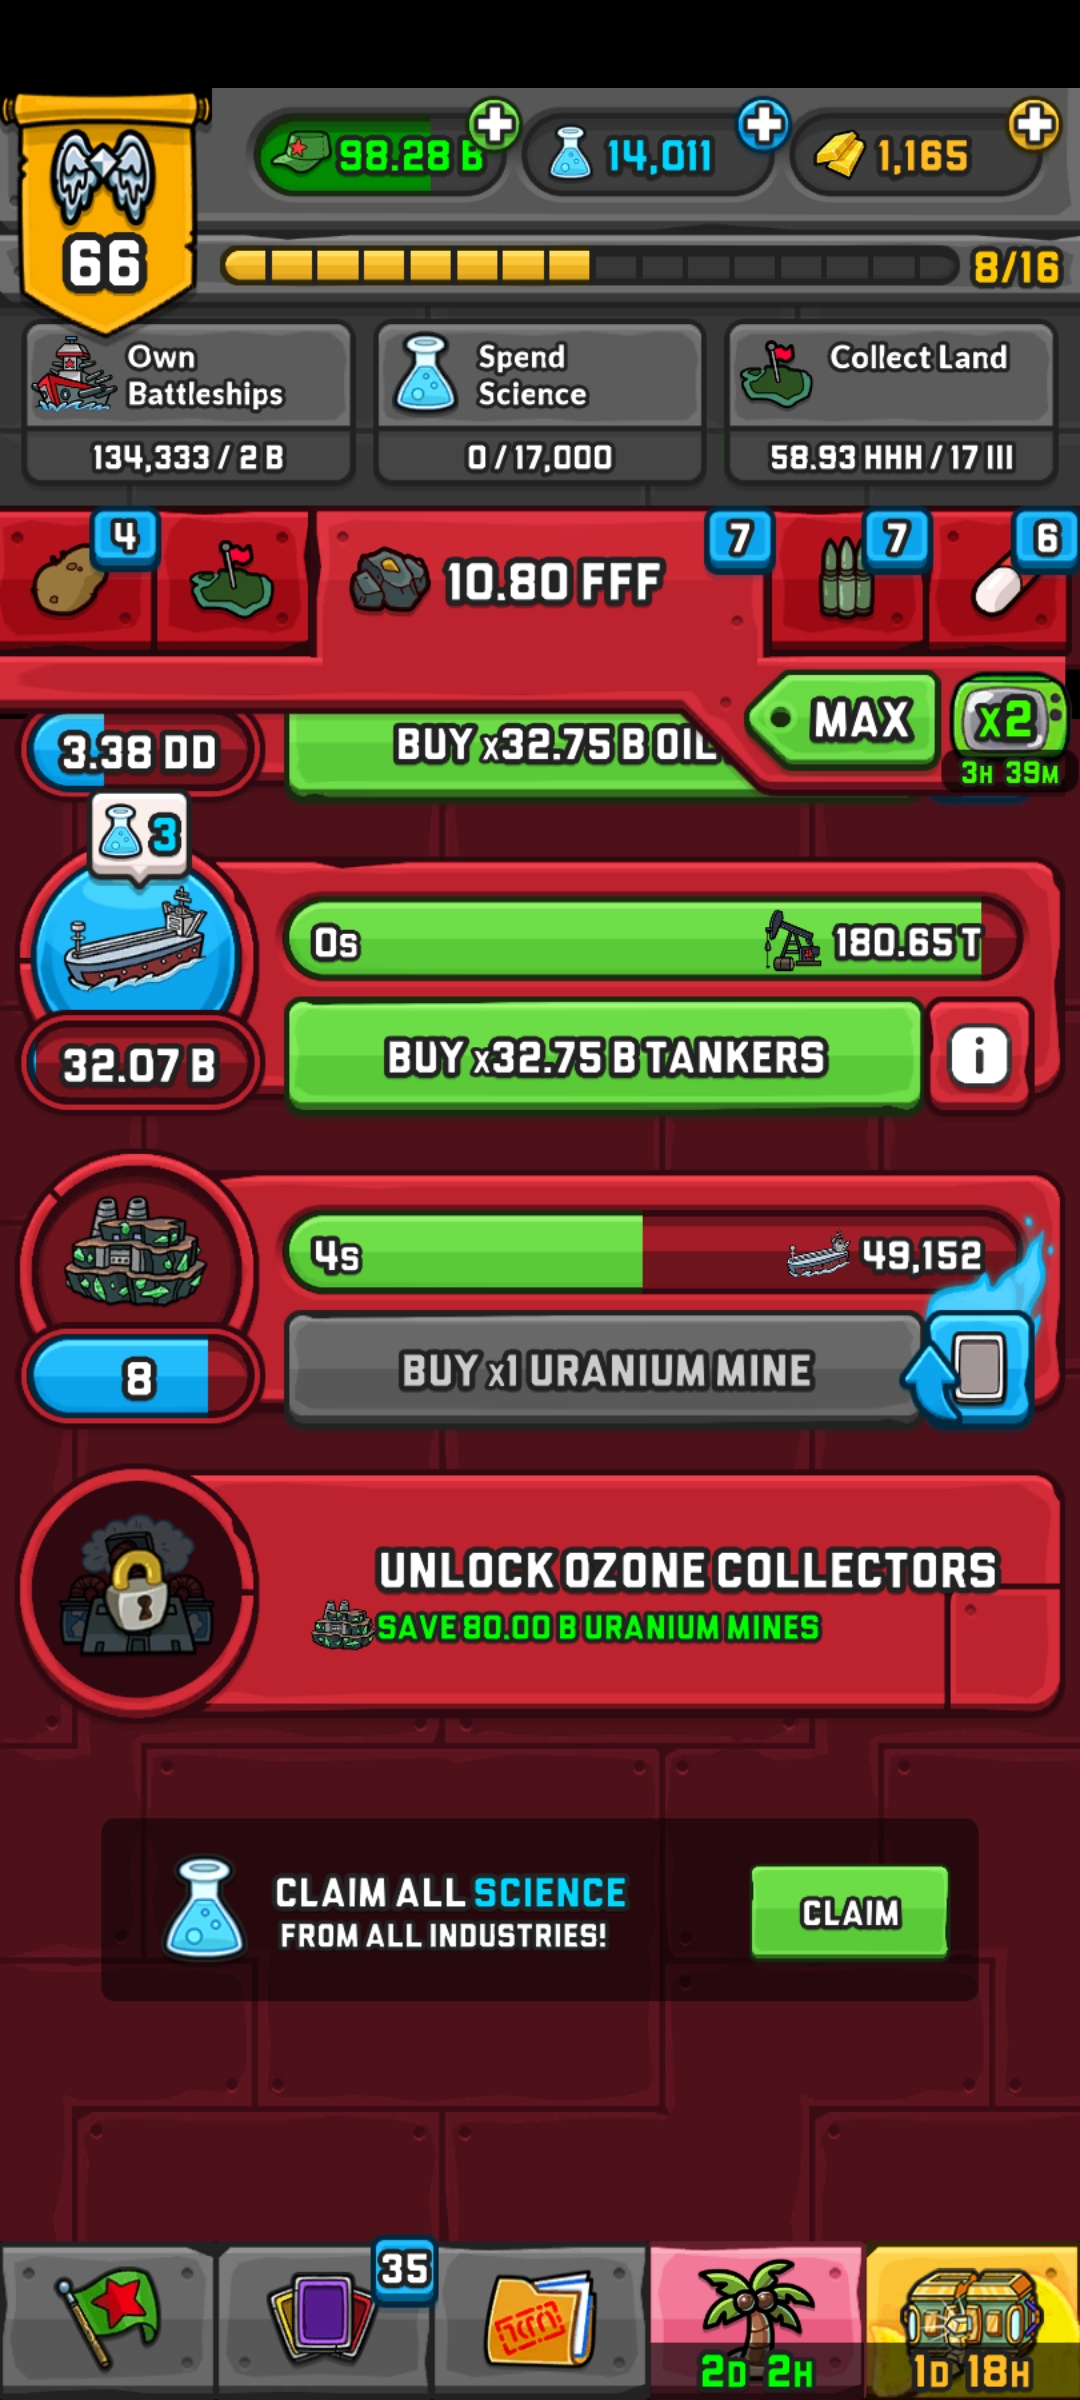 98.28 B
14,011
1,165
66
8/16
Own
Battleships
134,333 / 2 B
Spend
Science
0 / 17,000
Collect Land
58.93 HHH / 17 III
4
10.80 FFF
7
7
6
MAX
x2
3H 39M
3.38 DD
BUY x32.75 B OIL
3
0s
180.65 T
32.07 B
BUY x32.75 B TANKERS
i
4s
49,152
8
BUY x1 URANIUM MINE
UNLOCK OZONE COLLECTORS
SAVE 80.00 B URANIUM MINES
CLAIM ALL SCIENCE
FROM ALL INDUSTRIES!
CLAIM
35
2D 2H
1D 18H